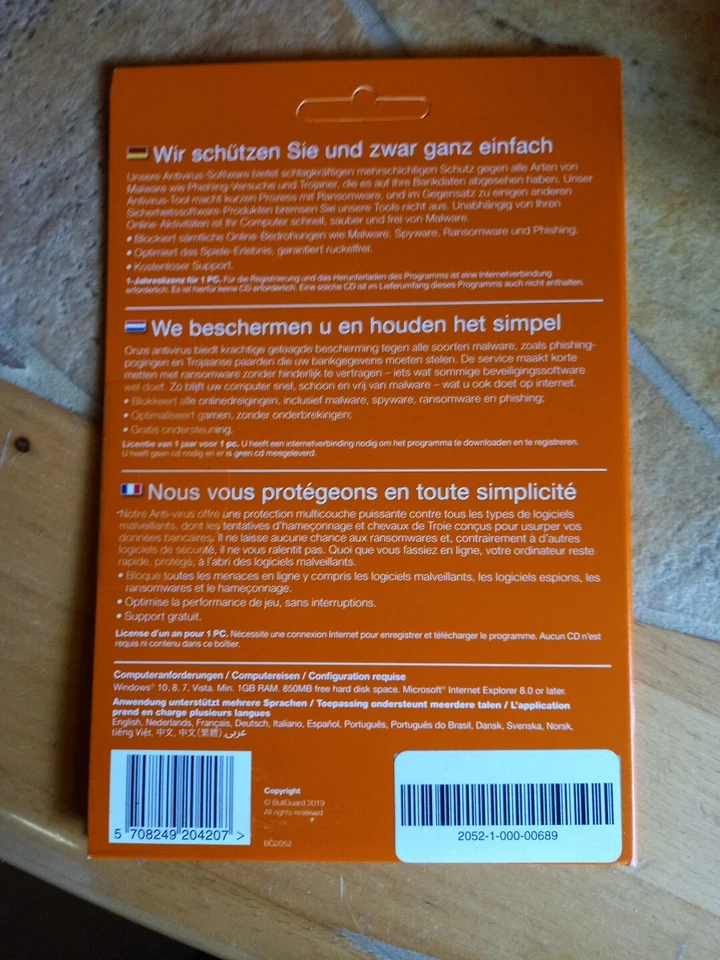 Wir schützen Sie und zwar ganz einfach
Unsere Antivirus-Software bietet schlagkräftigen mehrschichtigen Schutz gegen alle Arten von
Malware wie Phishing-Versuche und Trojaner, die es auf Ihre Bankdaten abgesehen haben. Unser
Antivirus-Tool macht kurzen Prozess mit Ransomware, und im Gegensatz zu einigen anderen
Sicherheitssoftware-Produkten bremsen Sie unsere Tools nicht aus. Unabhängig von Ihren
Online-Aktivitäten ist Ihr Computer schnell, sauber und frei von Malware.
• Blockiert sämtliche Online-Bedrohungen wie Malware, Spyware, Ransomware und Phishing.
• Optimiert das Spiele-Erlebnis, garantiert ruckelfrei.
• Kostenloser Support.
1-Jahreslizenz für 1 PC. Für die Registrierung und das Herunterladen des Programms ist eine Internetverbindung
erforderlich. Es ist hierfür keine CD erforderlich. Eine solche CD ist im Lieferumfang dieses Programms auch nicht enthalten.
We beschermen u en houden het simpel
Onze antivirus biedt krachtige gelaagde bescherming tegen alle soorten malware, zoals phishing-
pogingen en Trojaanse paarden die uw bankgegevens moeten stelen. De service maakt korte
metten met ransomware zonder hinderlijk te vertragen – iets wat sommige beveiligingssoftware
wel doet. Zo blijft uw computer snel, schoon en vrij van malware – wat u ook doet op internet.
• Blokkeert alle onlinedreigingen, inclusief malware, spyware, ransomware en phishing;
• Optimaliseert gamen, zonder onderbrekingen;
• Gratis ondersteuning.
Licentie van 1 jaar voor 1 pc. U heeft een internetverbinding nodig om het programma te downloaden en te registreren.
U heeft geen cd nodig en er is geen cd meegeleverd.
Nous vous protégeons en toute simplicité
Notre Anti-virus offre une protection multicouche puissante contre tous les types de logiciels
malveillants, dont les tentatives d'hameçonnage et chevaux de Troie conçus pour usurper vos
données bancaires. Il ne laisse aucune chance aux ransomwares et, contrairement à d'autres
logiciels de sécurité, il ne vous ralentit pas. Quoi que vous fassiez en ligne, votre ordinateur reste
rapide, protégé, à l'abri des logiciels malveillants.
• Bloque toutes les menaces en ligne y compris les logiciels malveillants, les logiciels espions, les
ransomwares et le hameçonnage.
• Optimise la performance de jeu, sans interruptions.
• Support gratuit.
License d'un an pour 1 PC. Nécessite une connexion Internet pour enregistrer et télécharger le programme. Aucun CD n'est
requis ni contenu dans ce boîtier.
Computeranforderungen / Computereisen / Configuration requise
Windows® 10, 8, 7, Vista. Min. 1GB RAM. 850MB free hard disk space. Microsoft® Internet Explorer 8.0 or later.
Anwendung unterstützt mehrere Sprachen / Toepassing ondersteunt meerdere talen / L'application
prend en charge plusieurs langues
English, Nederlands, Français, Deutsch, Italiano, Español, Português, Português do Brasil, Dansk, Svenska, Norsk,
tiếng Việt, 中文, 中文(繁體), عربى
Copyright
© BullGuard 2019
All rights reserved
BG2052
5 708249 204207 >
2052-1-000-00689